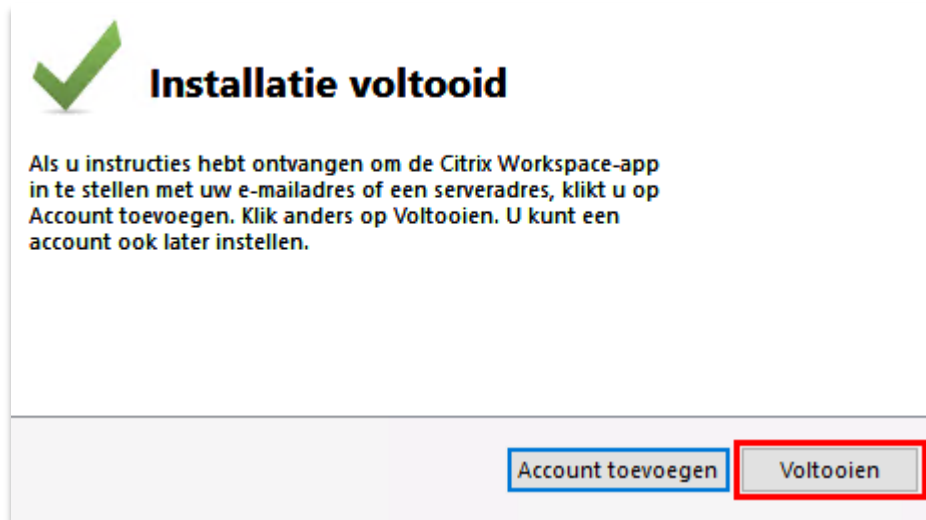 Installatie voltooid
Als u instructies hebt ontvangen om de Citrix Workspace-app
in te stellen met uw e-mailadres of een serveradres, klikt u op
Account toevoegen. Klik anders op Voltooien. U kunt een
account ook later instellen.
Account toevoegen
Voltooien